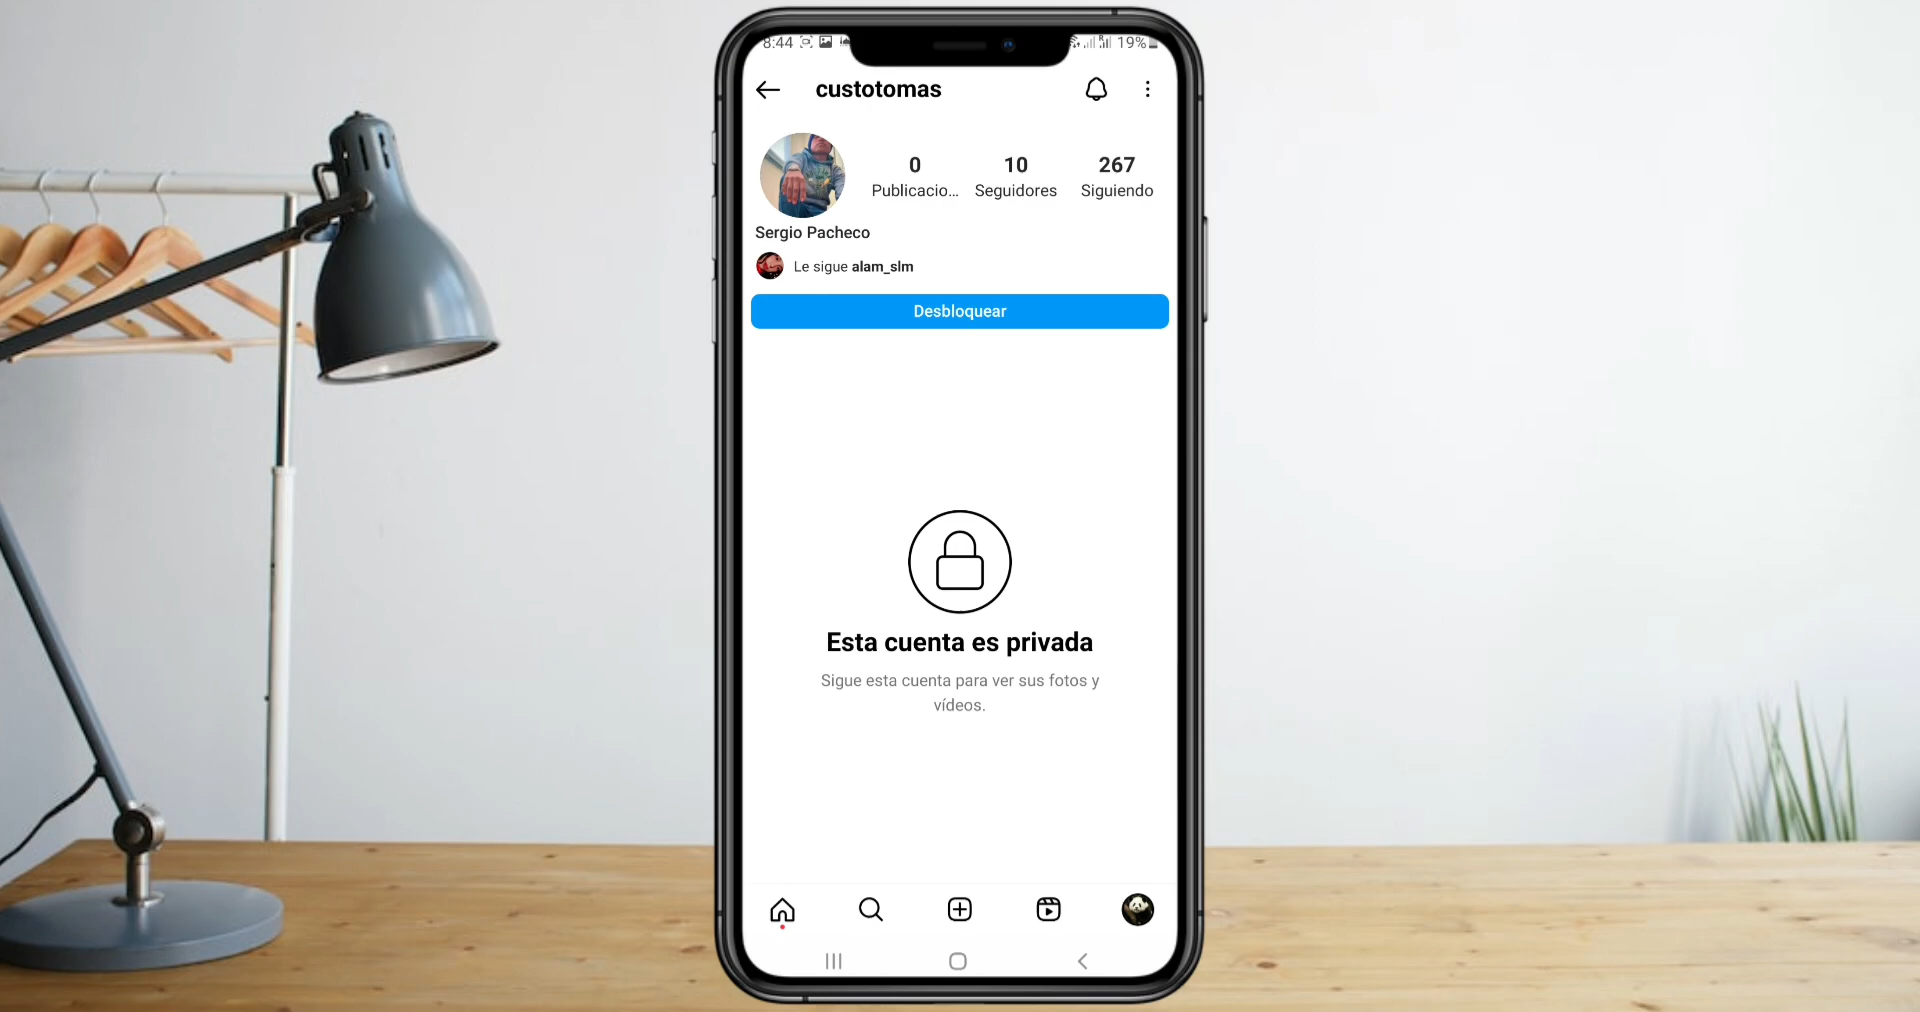 8:44 19%
custotomas
0 10 267
Publicacio... Seguidores Siguiendo
Sergio Pacheco
Le sigue alam_slm
Desbloquear
Esta cuenta es privada
Sigue esta cuenta para ver sus fotos y
vídeos.